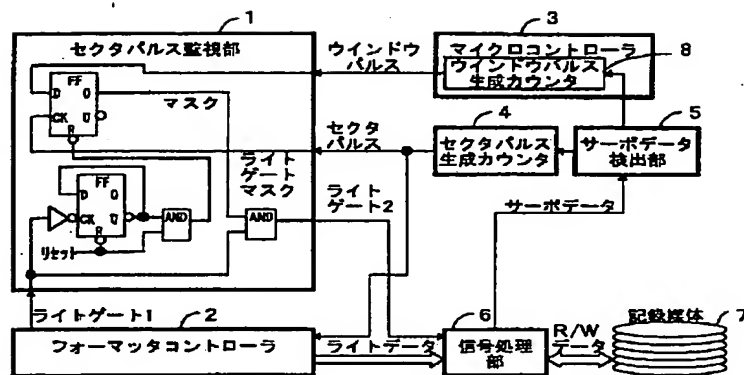 1
セクタパルス監視部
FF
D
Q
CK
R
マスク
FF
D
Q
CK
R
AND
AND
リセット
ライト
ゲート
マスク
ライトゲート1
ウインドウ
パルス
セクタ
パルス
ライト
ゲート2
3
マイクロコントローラ
8
ウインドウパルス
生成カウンタ
4
セクタパルス
生成カウンタ
5
サーボデータ
検出部
サーボデータ
2
フォーマッタコントローラ
ライトデータ
6
信号処理
部
R/W
データ
記録媒体
7